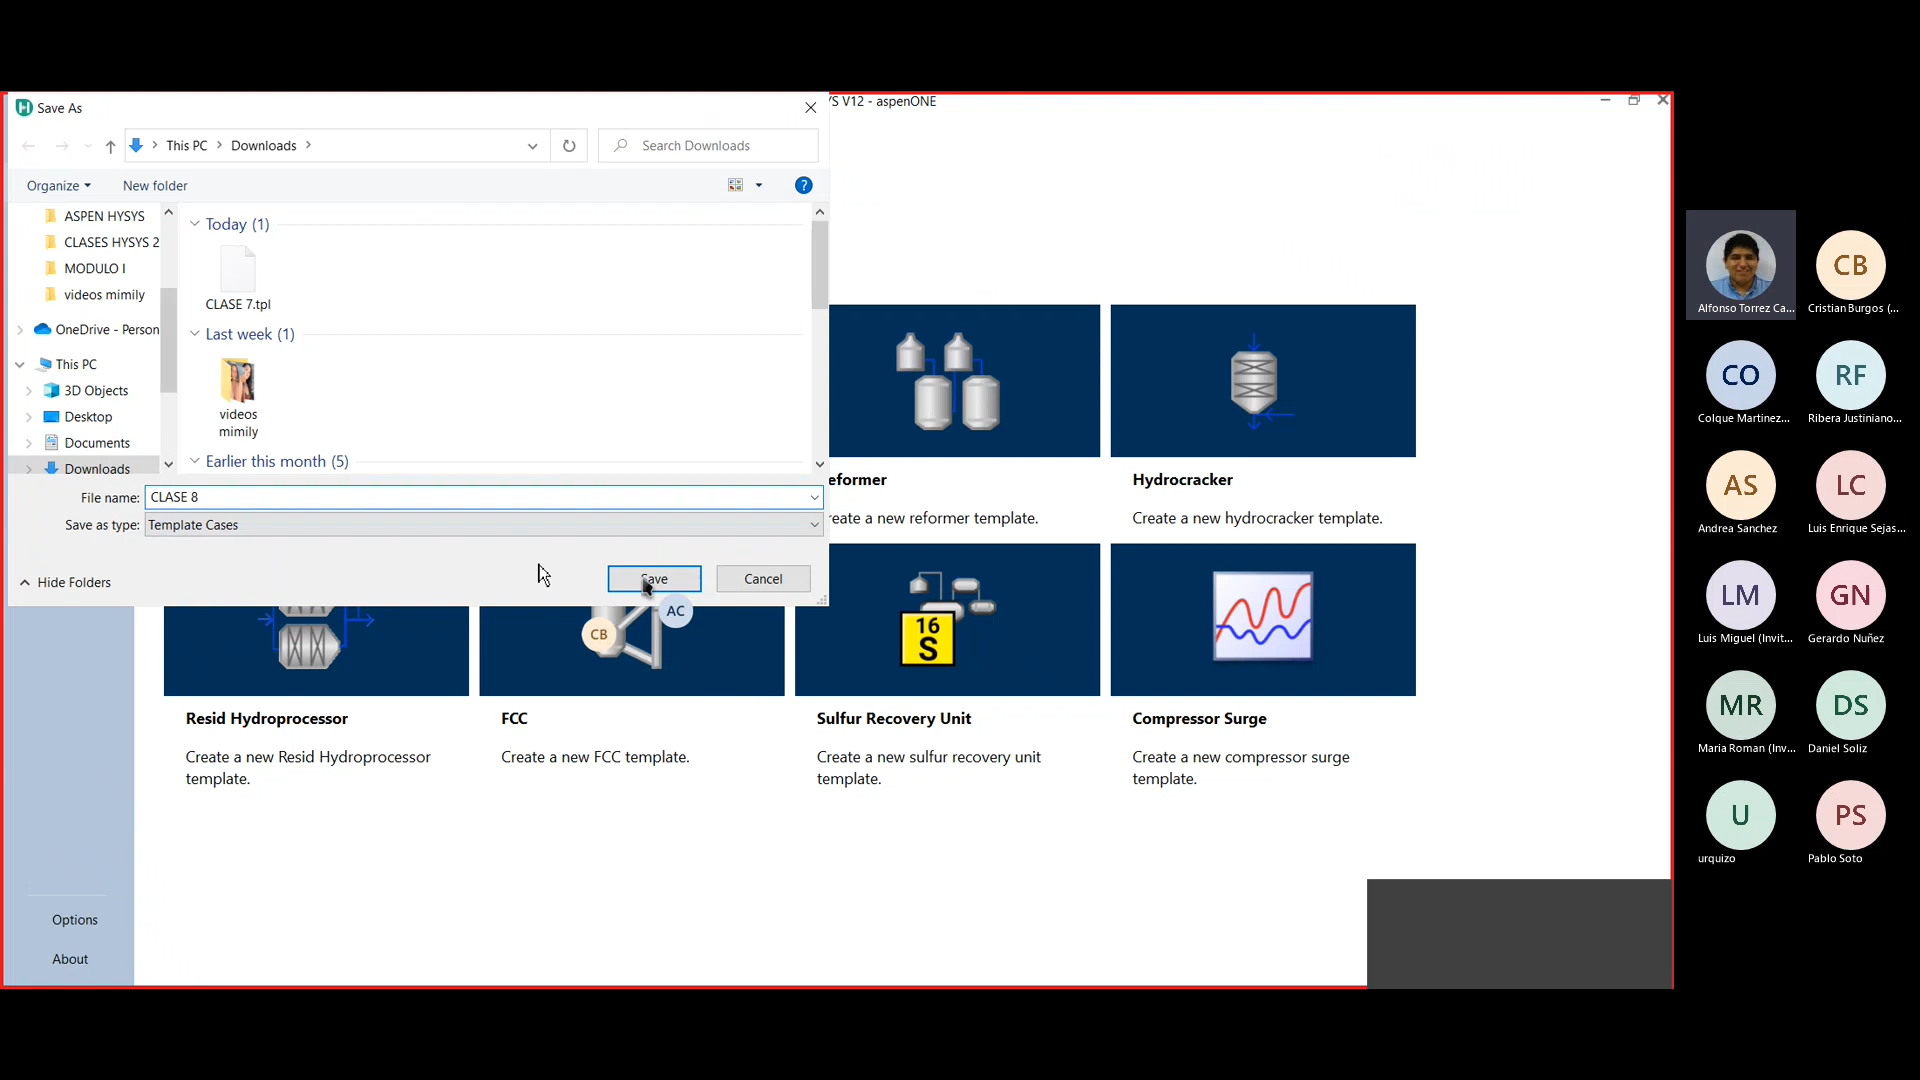 Save As
YS V12 - aspenONE
This PC
Downloads
Search Downloads
Organize
New folder
?
ASPEN HYSYS
CLASES HYSYS 2
MODULO I
videos mimily
OneDrive - Person
This PC
3D Objects
Desktop
Documents
Downloads
Today (1)
CLASE 7.tpl
Last week (1)
videos
mimily
Earlier this month (5)
File name:
CLASE 8
Save as type:
Template Cases
Hide Folders
Save
Cancel
AC
CB
eformer
reate a new reformer template.
Hydrocracker
Create a new hydrocracker template.
16
S
Resid Hydroprocessor
Create a new Resid Hydroprocessor
template.
FCC
Create a new FCC template.
Sulfur Recovery Unit
Create a new sulfur recovery unit
template.
Compressor Surge
Create a new compressor surge
template.
Options
About
Alfonso Torrez Ca...
CB
Cristian Burgos (...
CO
Colque Martinez...
RF
Ribera Justiniano...
AS
Andrea Sanchez
LC
Luis Enrique Sejas...
LM
Luis Miguel (Invit...
GN
Gerardo Nuñez
MR
Maria Roman (Inv...
DS
Daniel Soliz
U
urquizo
PS
Pablo Soto